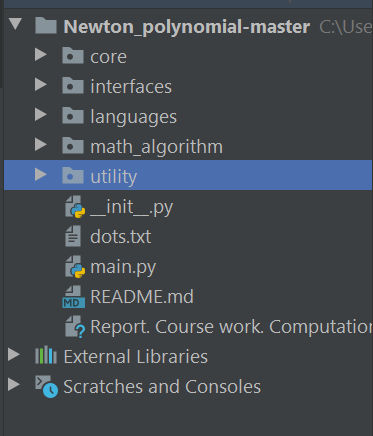 Newton_polynomial-master C:\Use
core
interfaces
languages
math_algorithm
utility
__init__.py
dots.txt
main.py
MD README.md
Report. Course work. Computation
External Libraries
Scratches and Consoles